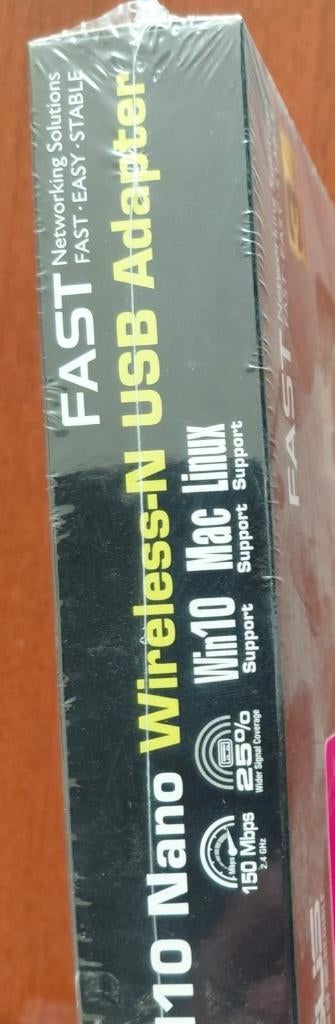 FAST Networking Solutions
FAST · EASY · STABLE
110 Nano Wireless-N USB Adapter
150 Mbps
2.4 GHz
25%
Wider Signal Coverage
Win10 Support
Mac Support
Linux Support
FAST